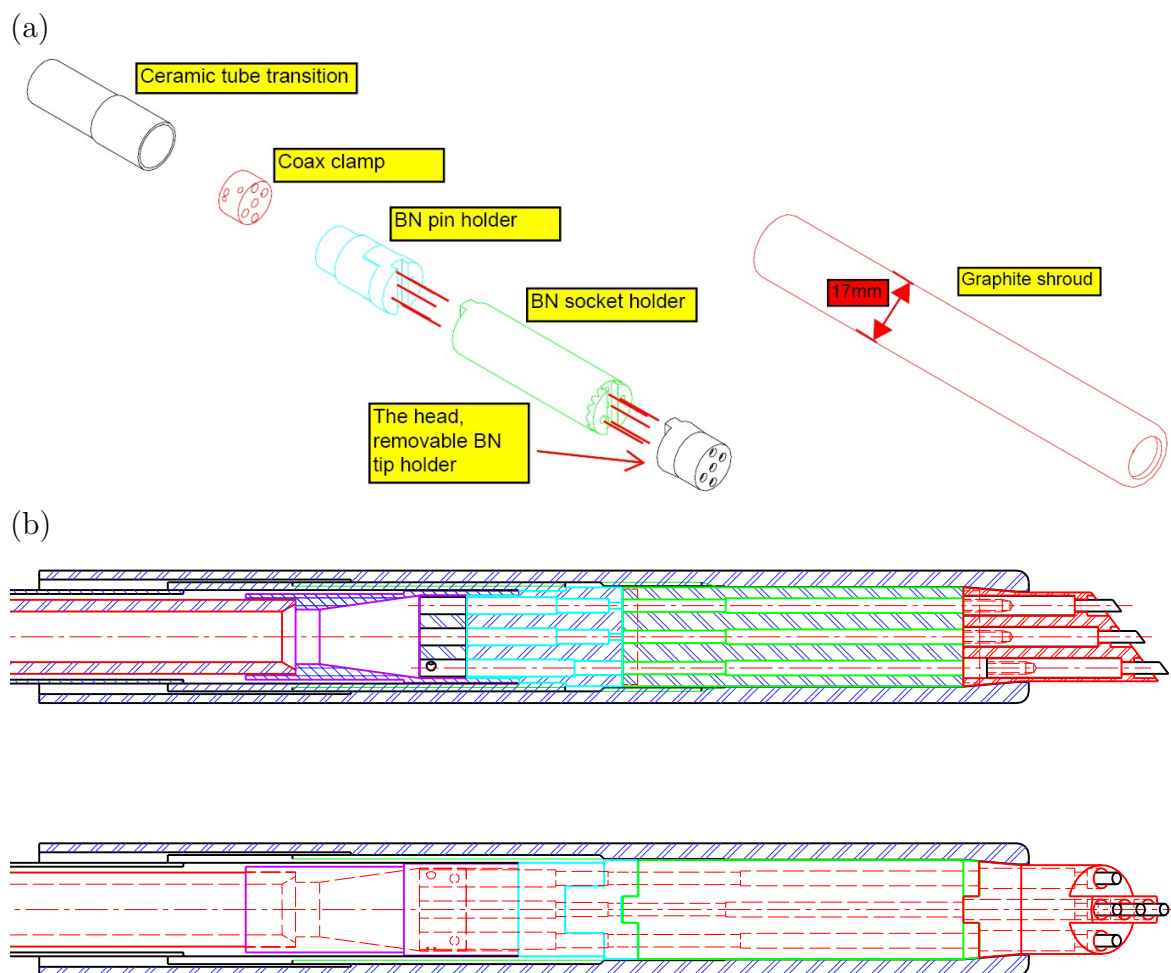 (a)
Ceramic tube transition
Coax clamp
BN pin holder
BN socket holder
17mm
Graphite shroud
The head,
removable BN
tip holder
(b)